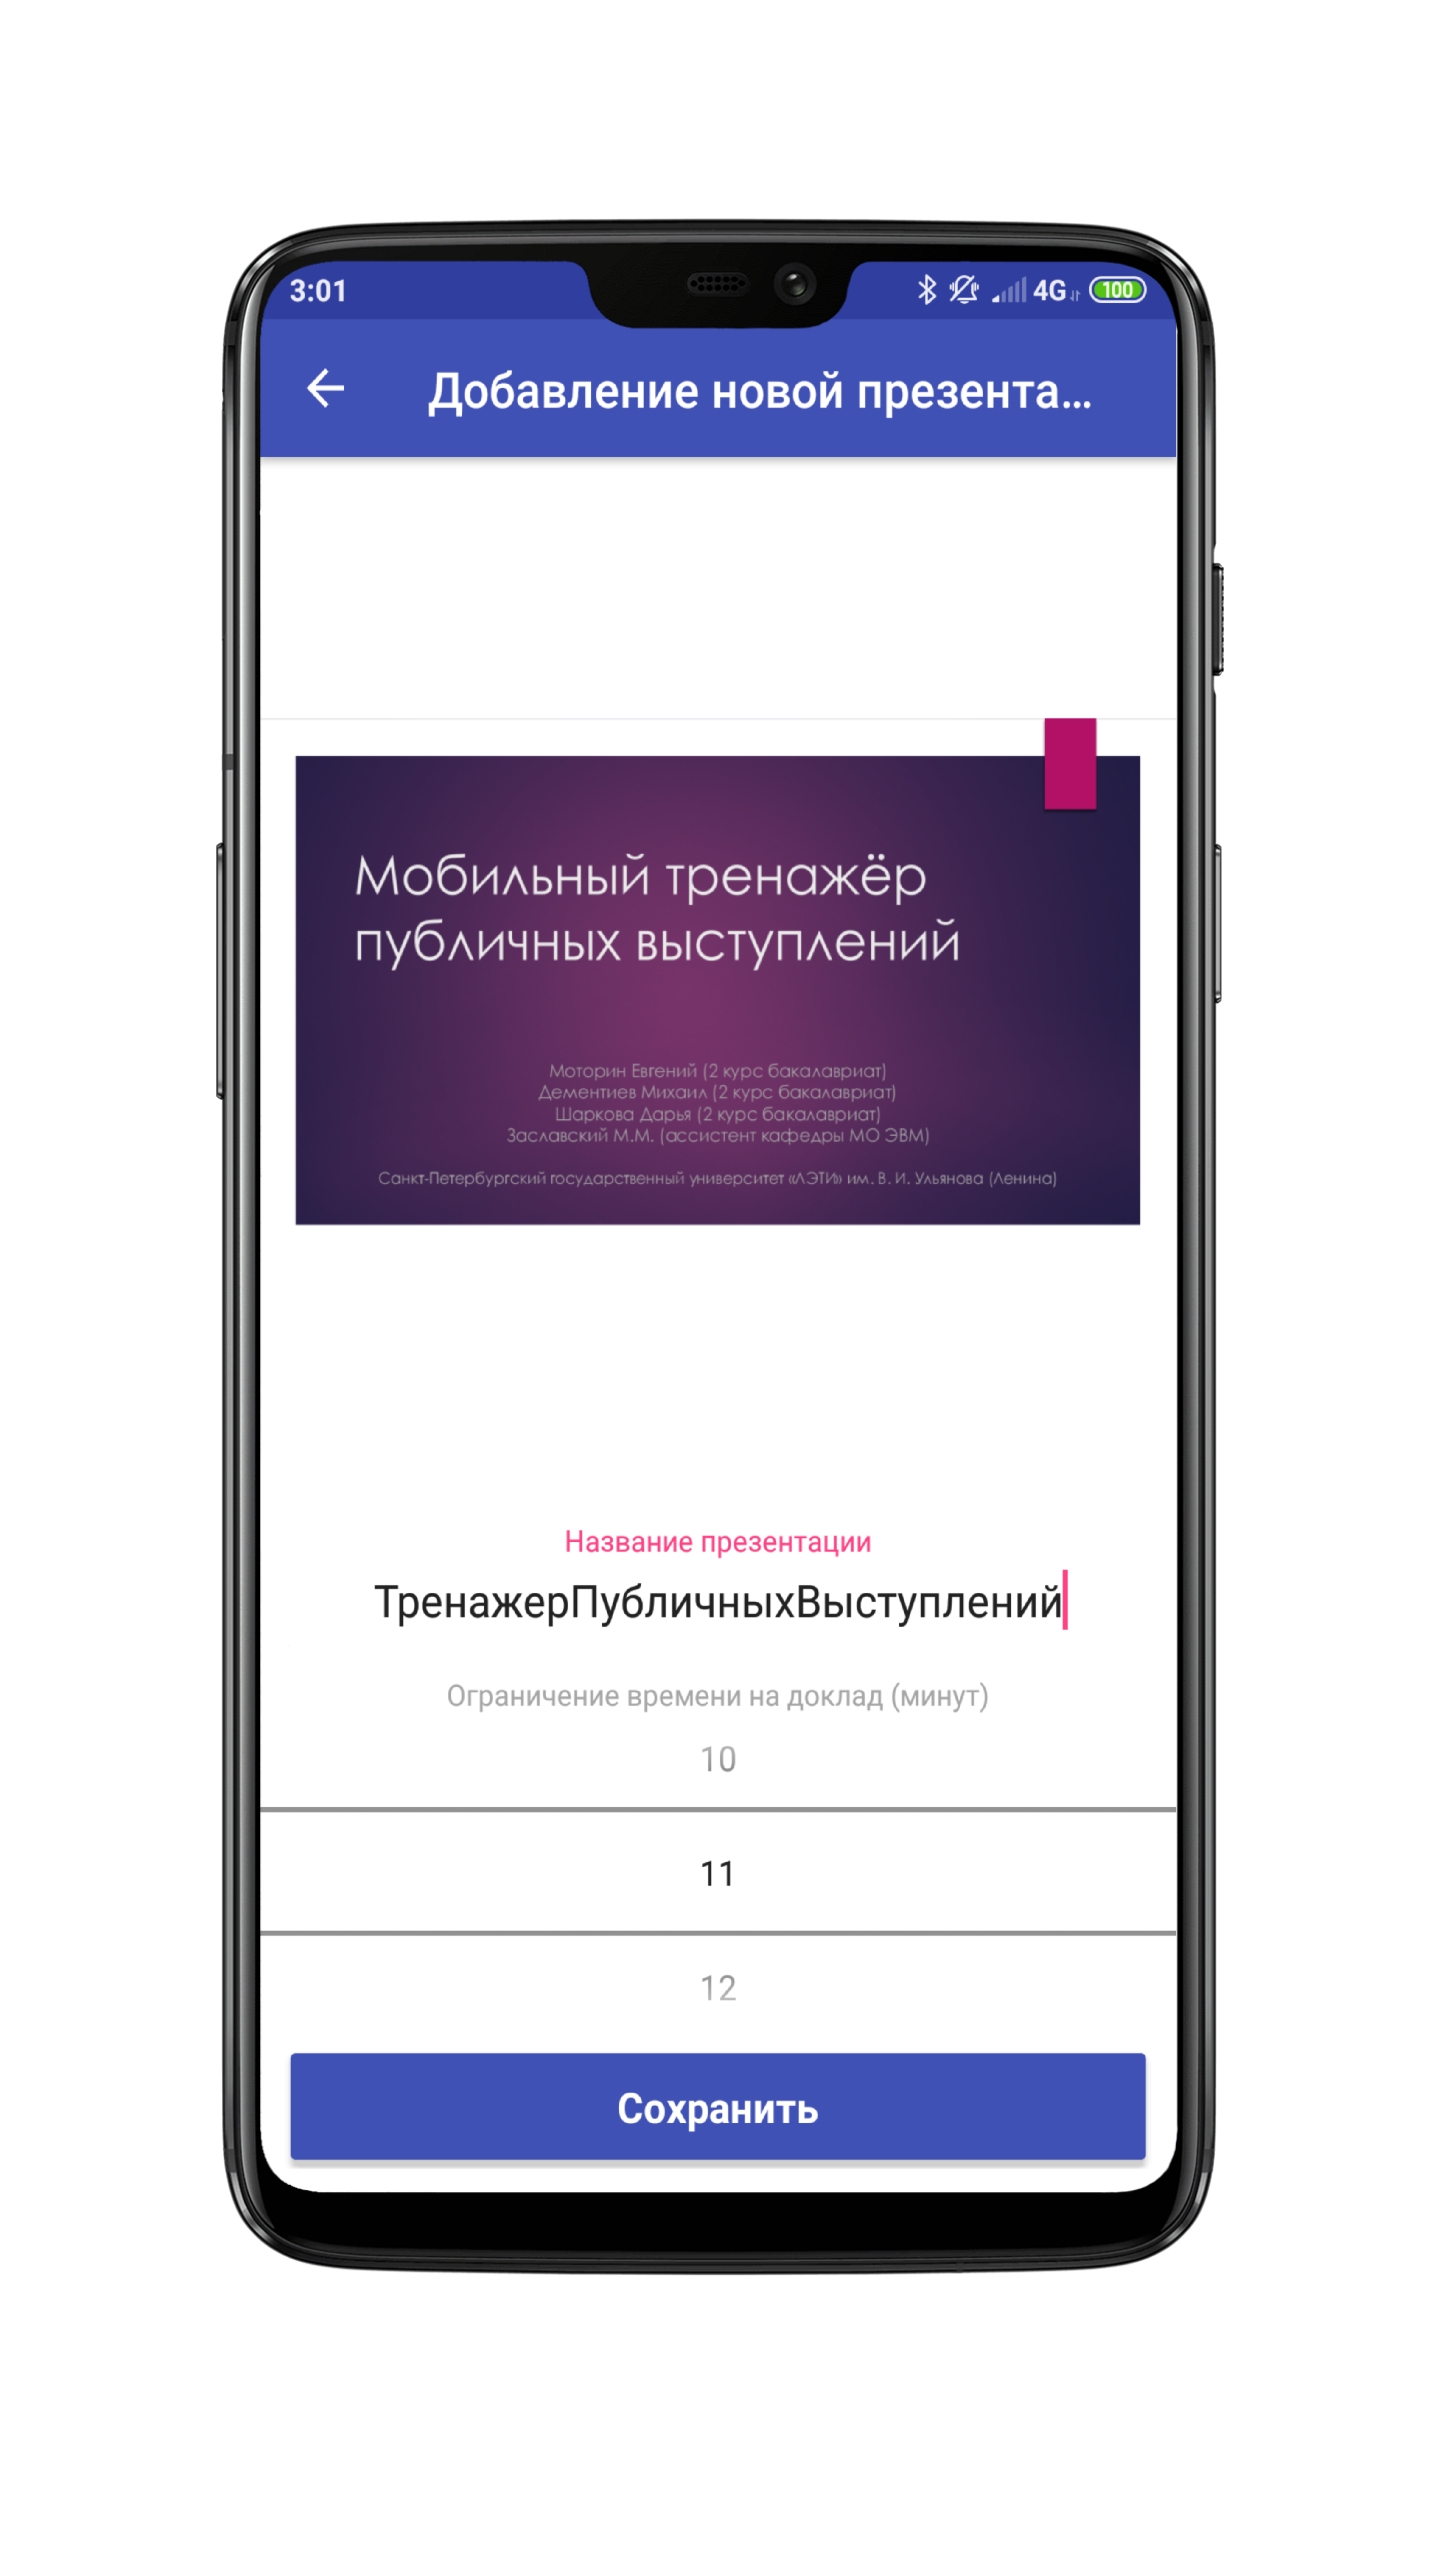 3:01
4G
100
Добавление новой презента...
Мобильный тренажёр
публичных выступлений
Моторин Евгений (2 курс бакалавриат)
Дементиев Михаил (2 курс бакалавриат)
Шаркова Дарья (2 курс бакалавриат)
Заславский М.М. (ассистент кафедры МО ЭВМ)
Санкт-Петербургский государственный университет «ЛЭТИ» им. В. И. Ульянова (Ленина)
Название презентации
ТренажерПубличныхВыступлений
Ограничение времени на доклад (минут)
10
11
12
Сохранить